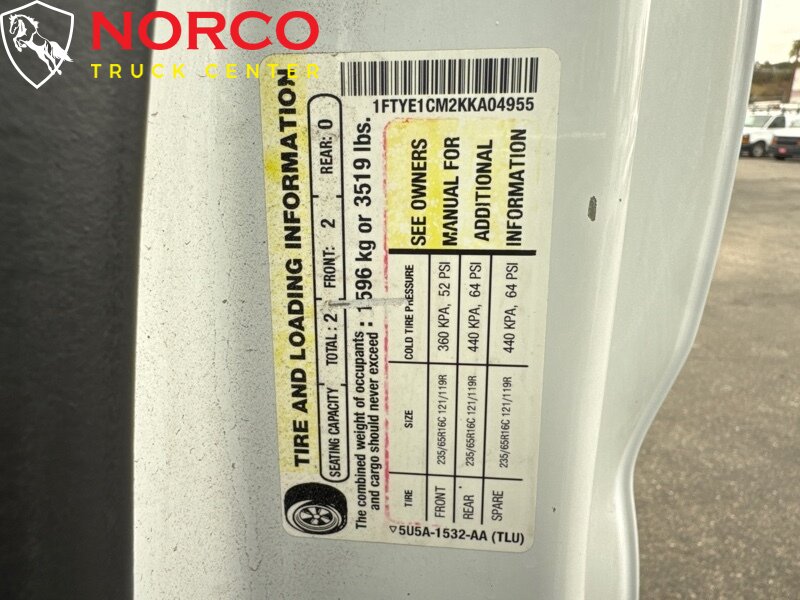 NORCO
TRUCK CENTER
1FTYE1CM2KKA04955
TIRE AND LOADING INFORMATION
SEATING CAPACITY TOTAL : 2 FRONT: 2 REAR: 0
The combined weight of occupants
and cargo should never exceed : 1596 kg or 3519 lbs.
TIRE SIZE COLD TIRE PRESSURE SEE OWNERS
FRONT 235/65R16C 121/119R 360 KPA, 52 PSI MANUAL FOR
REAR 235/65R16C 121/119R 440 KPA, 64 PSI ADDITIONAL
SPARE 235/65R16C 121/119R 440 KPA, 64 PSI INFORMATION
5U5A-1532-AA (TLU)